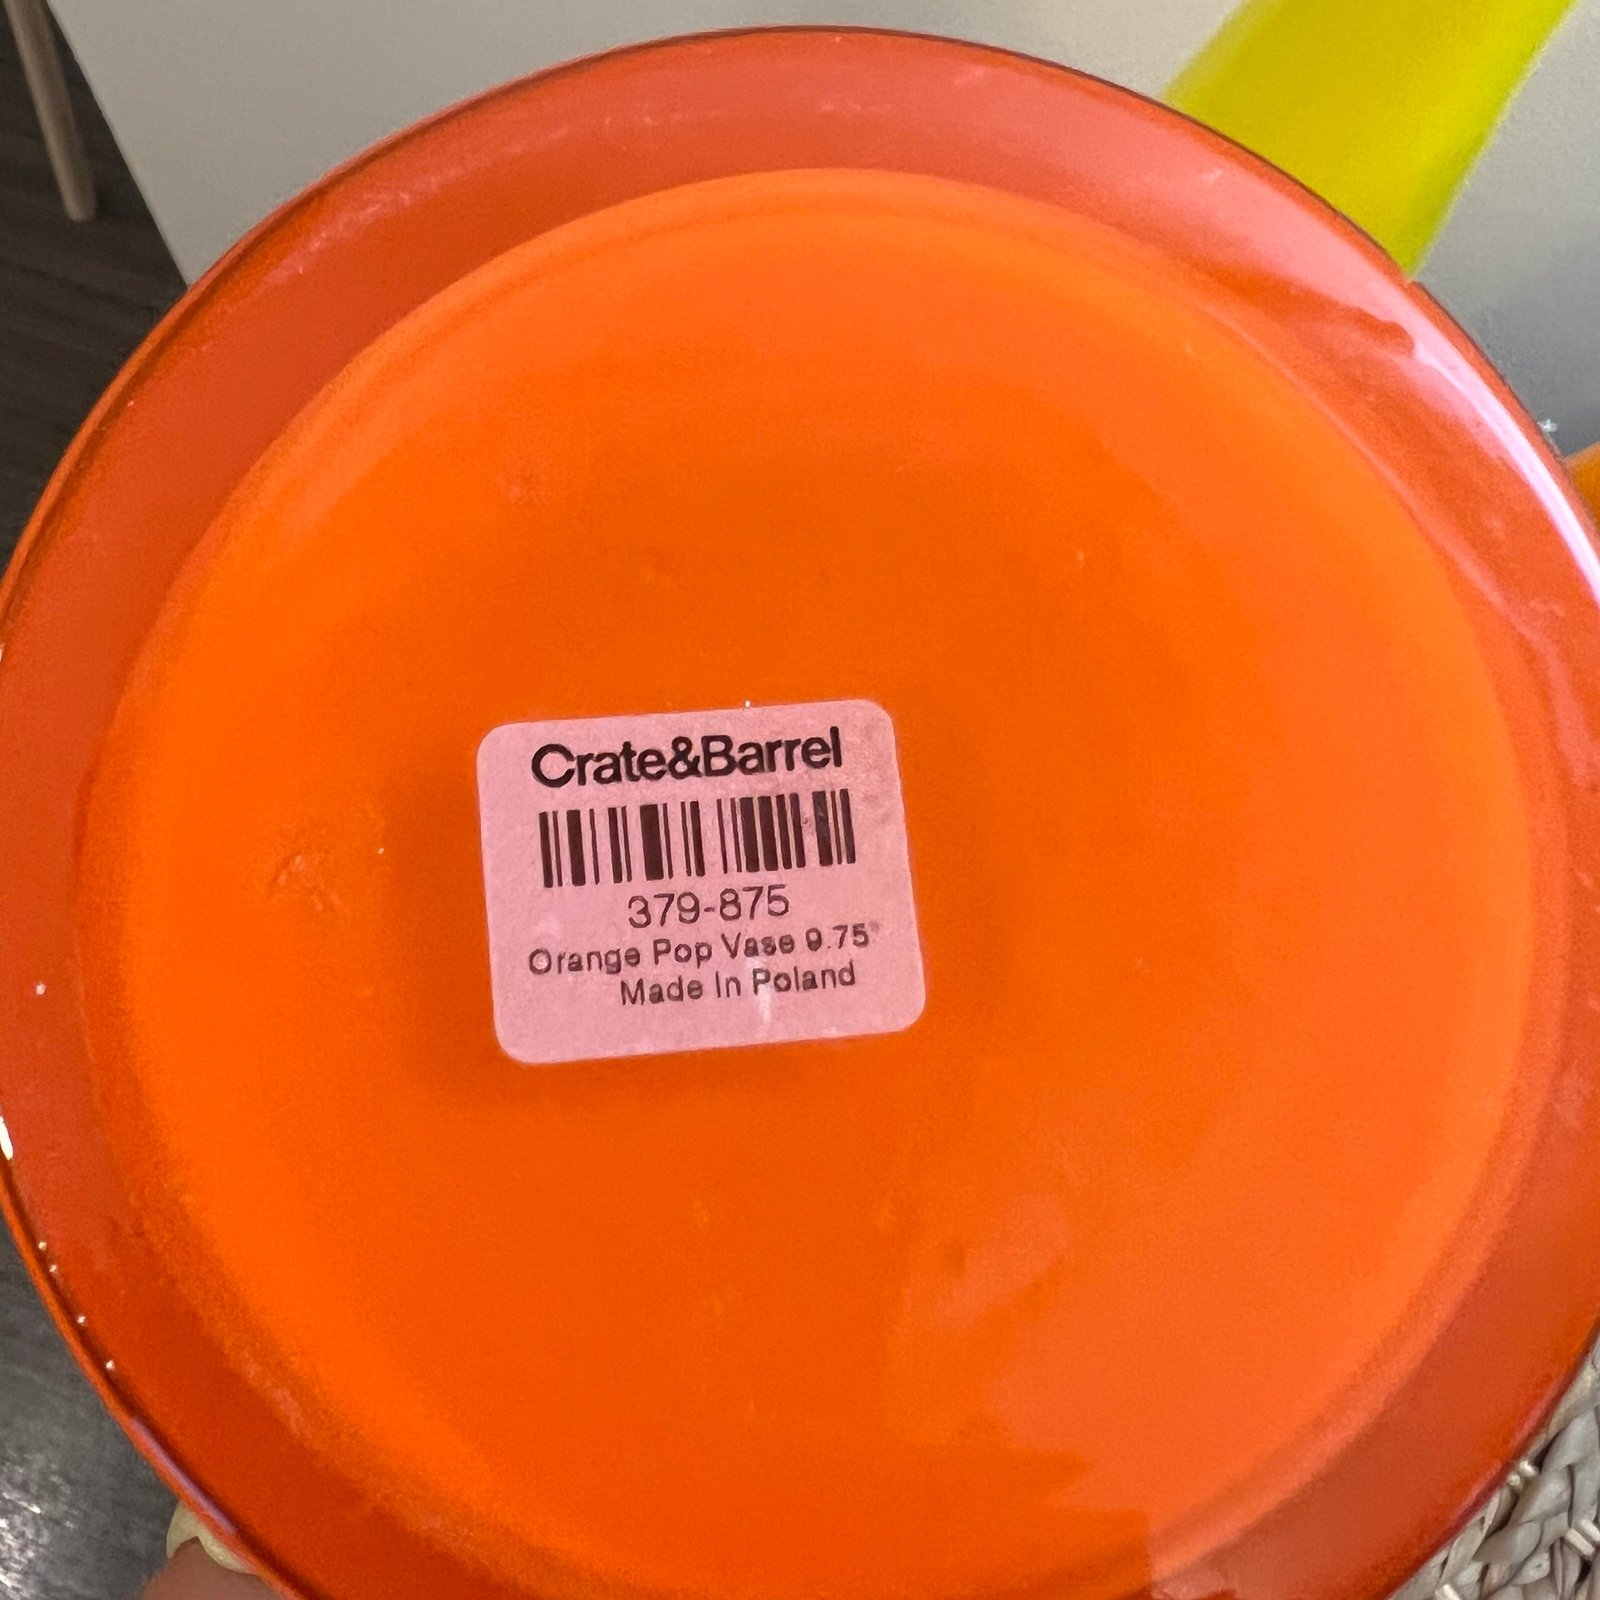 Crate&Barrel
379-875
Orange Pop Vase 9.75"
Made In Poland